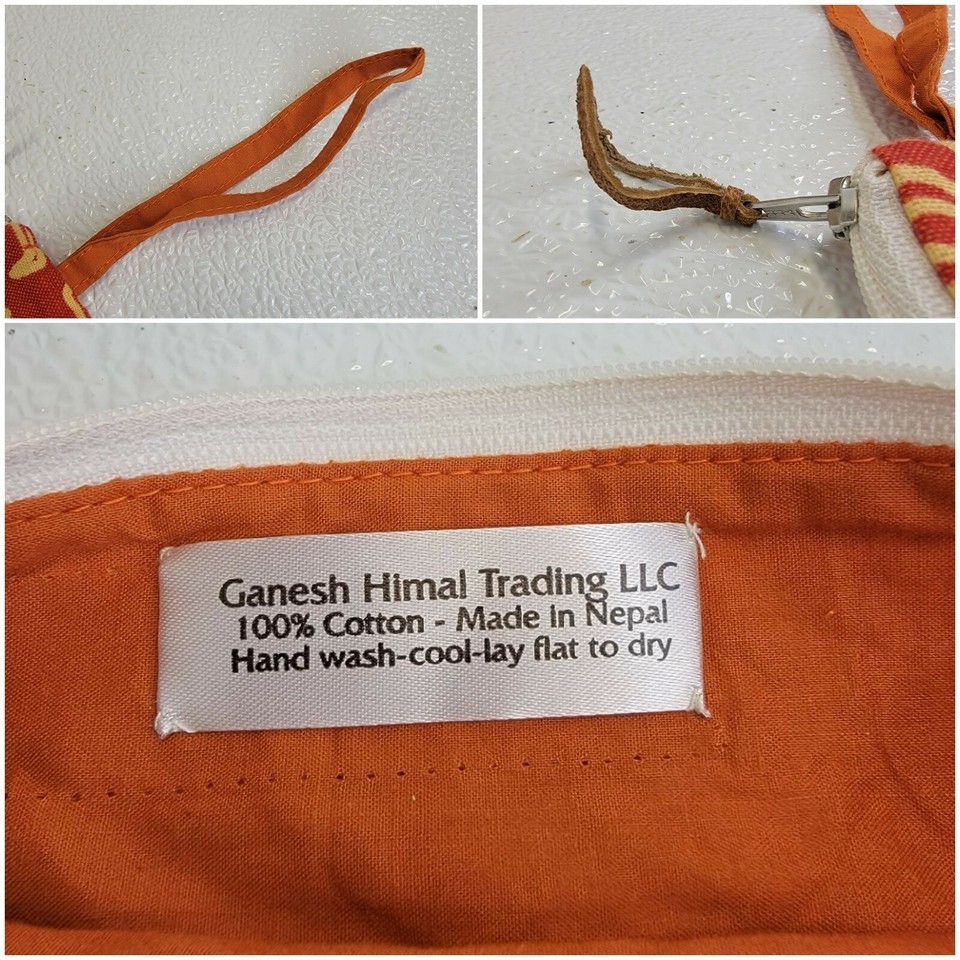 Ganesh Himal Trading LLC
100% Cotton - Made in Nepal
Hand wash-cool-lay flat to dry